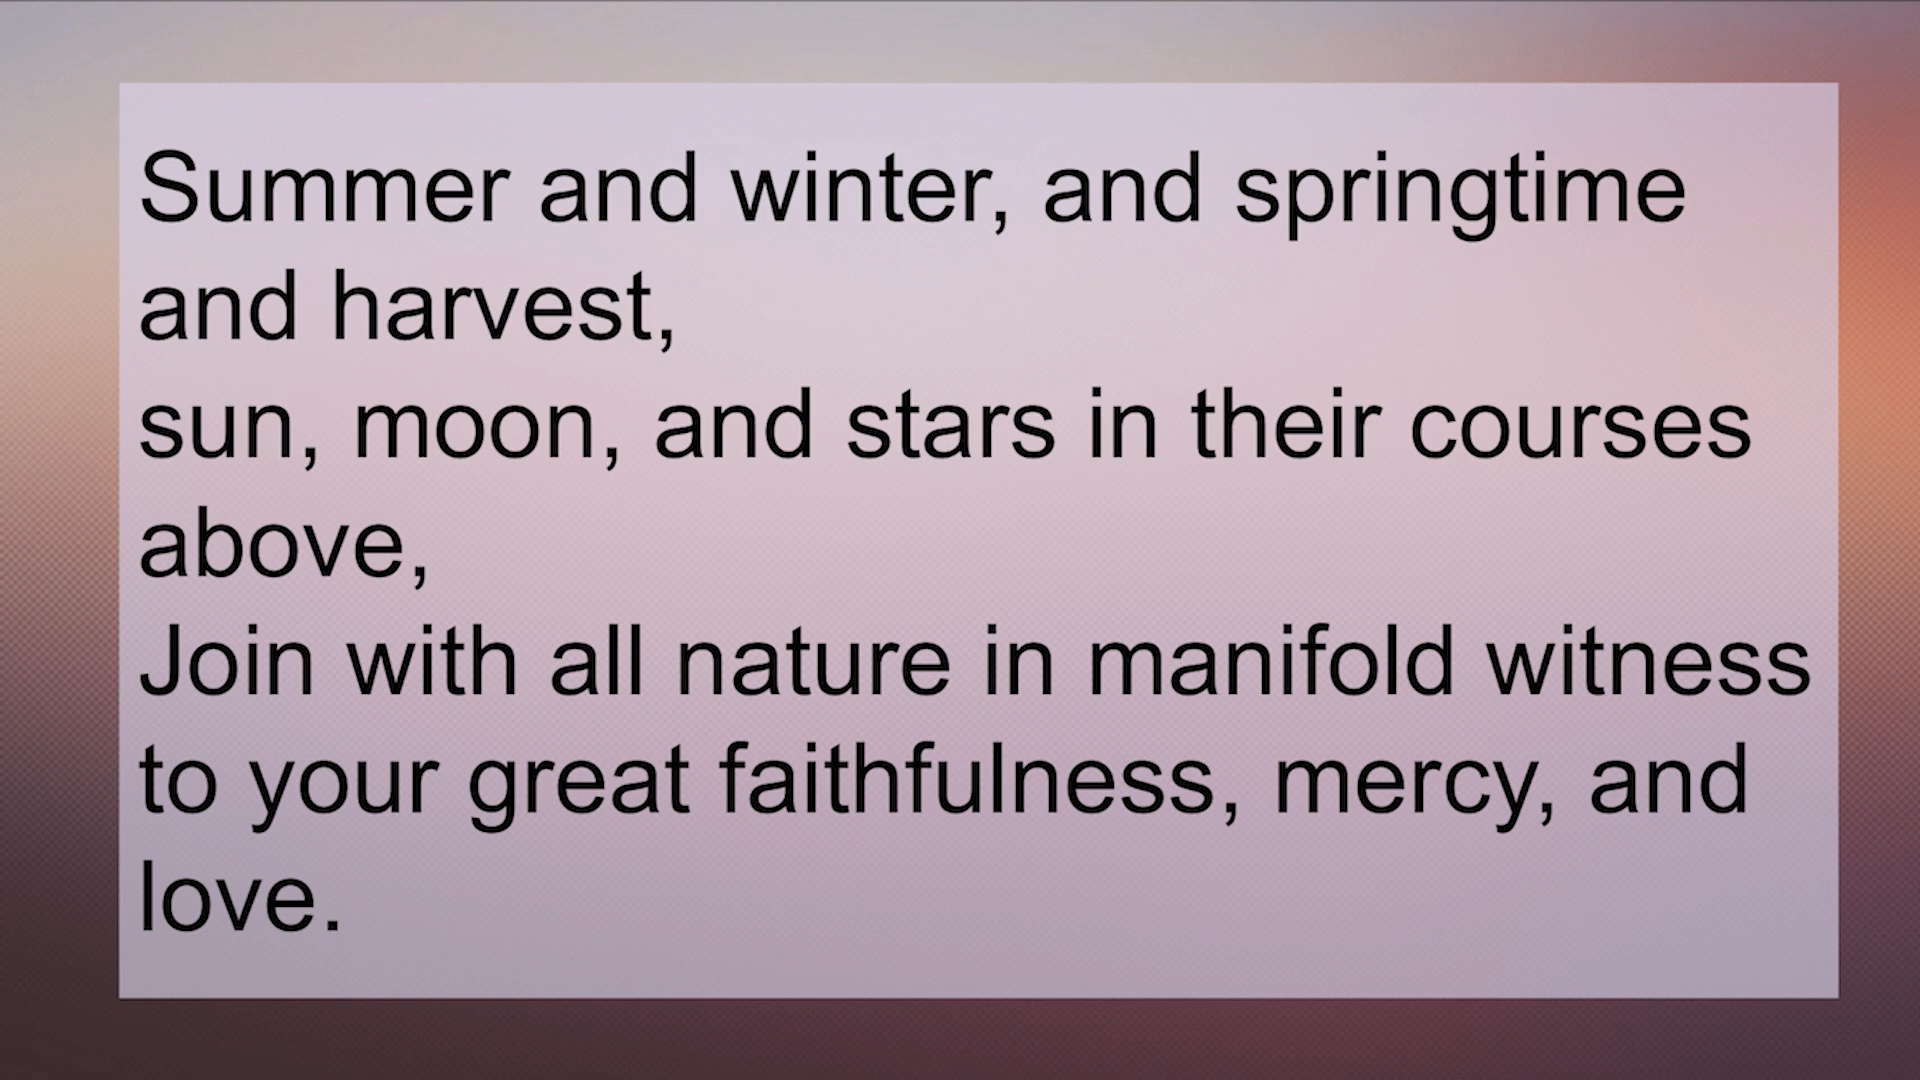 Summer and winter, and springtime
and harvest,
sun, moon, and stars in their courses
above,
Join with all nature in manifold witness
to your great faithfulness, mercy, and
love.